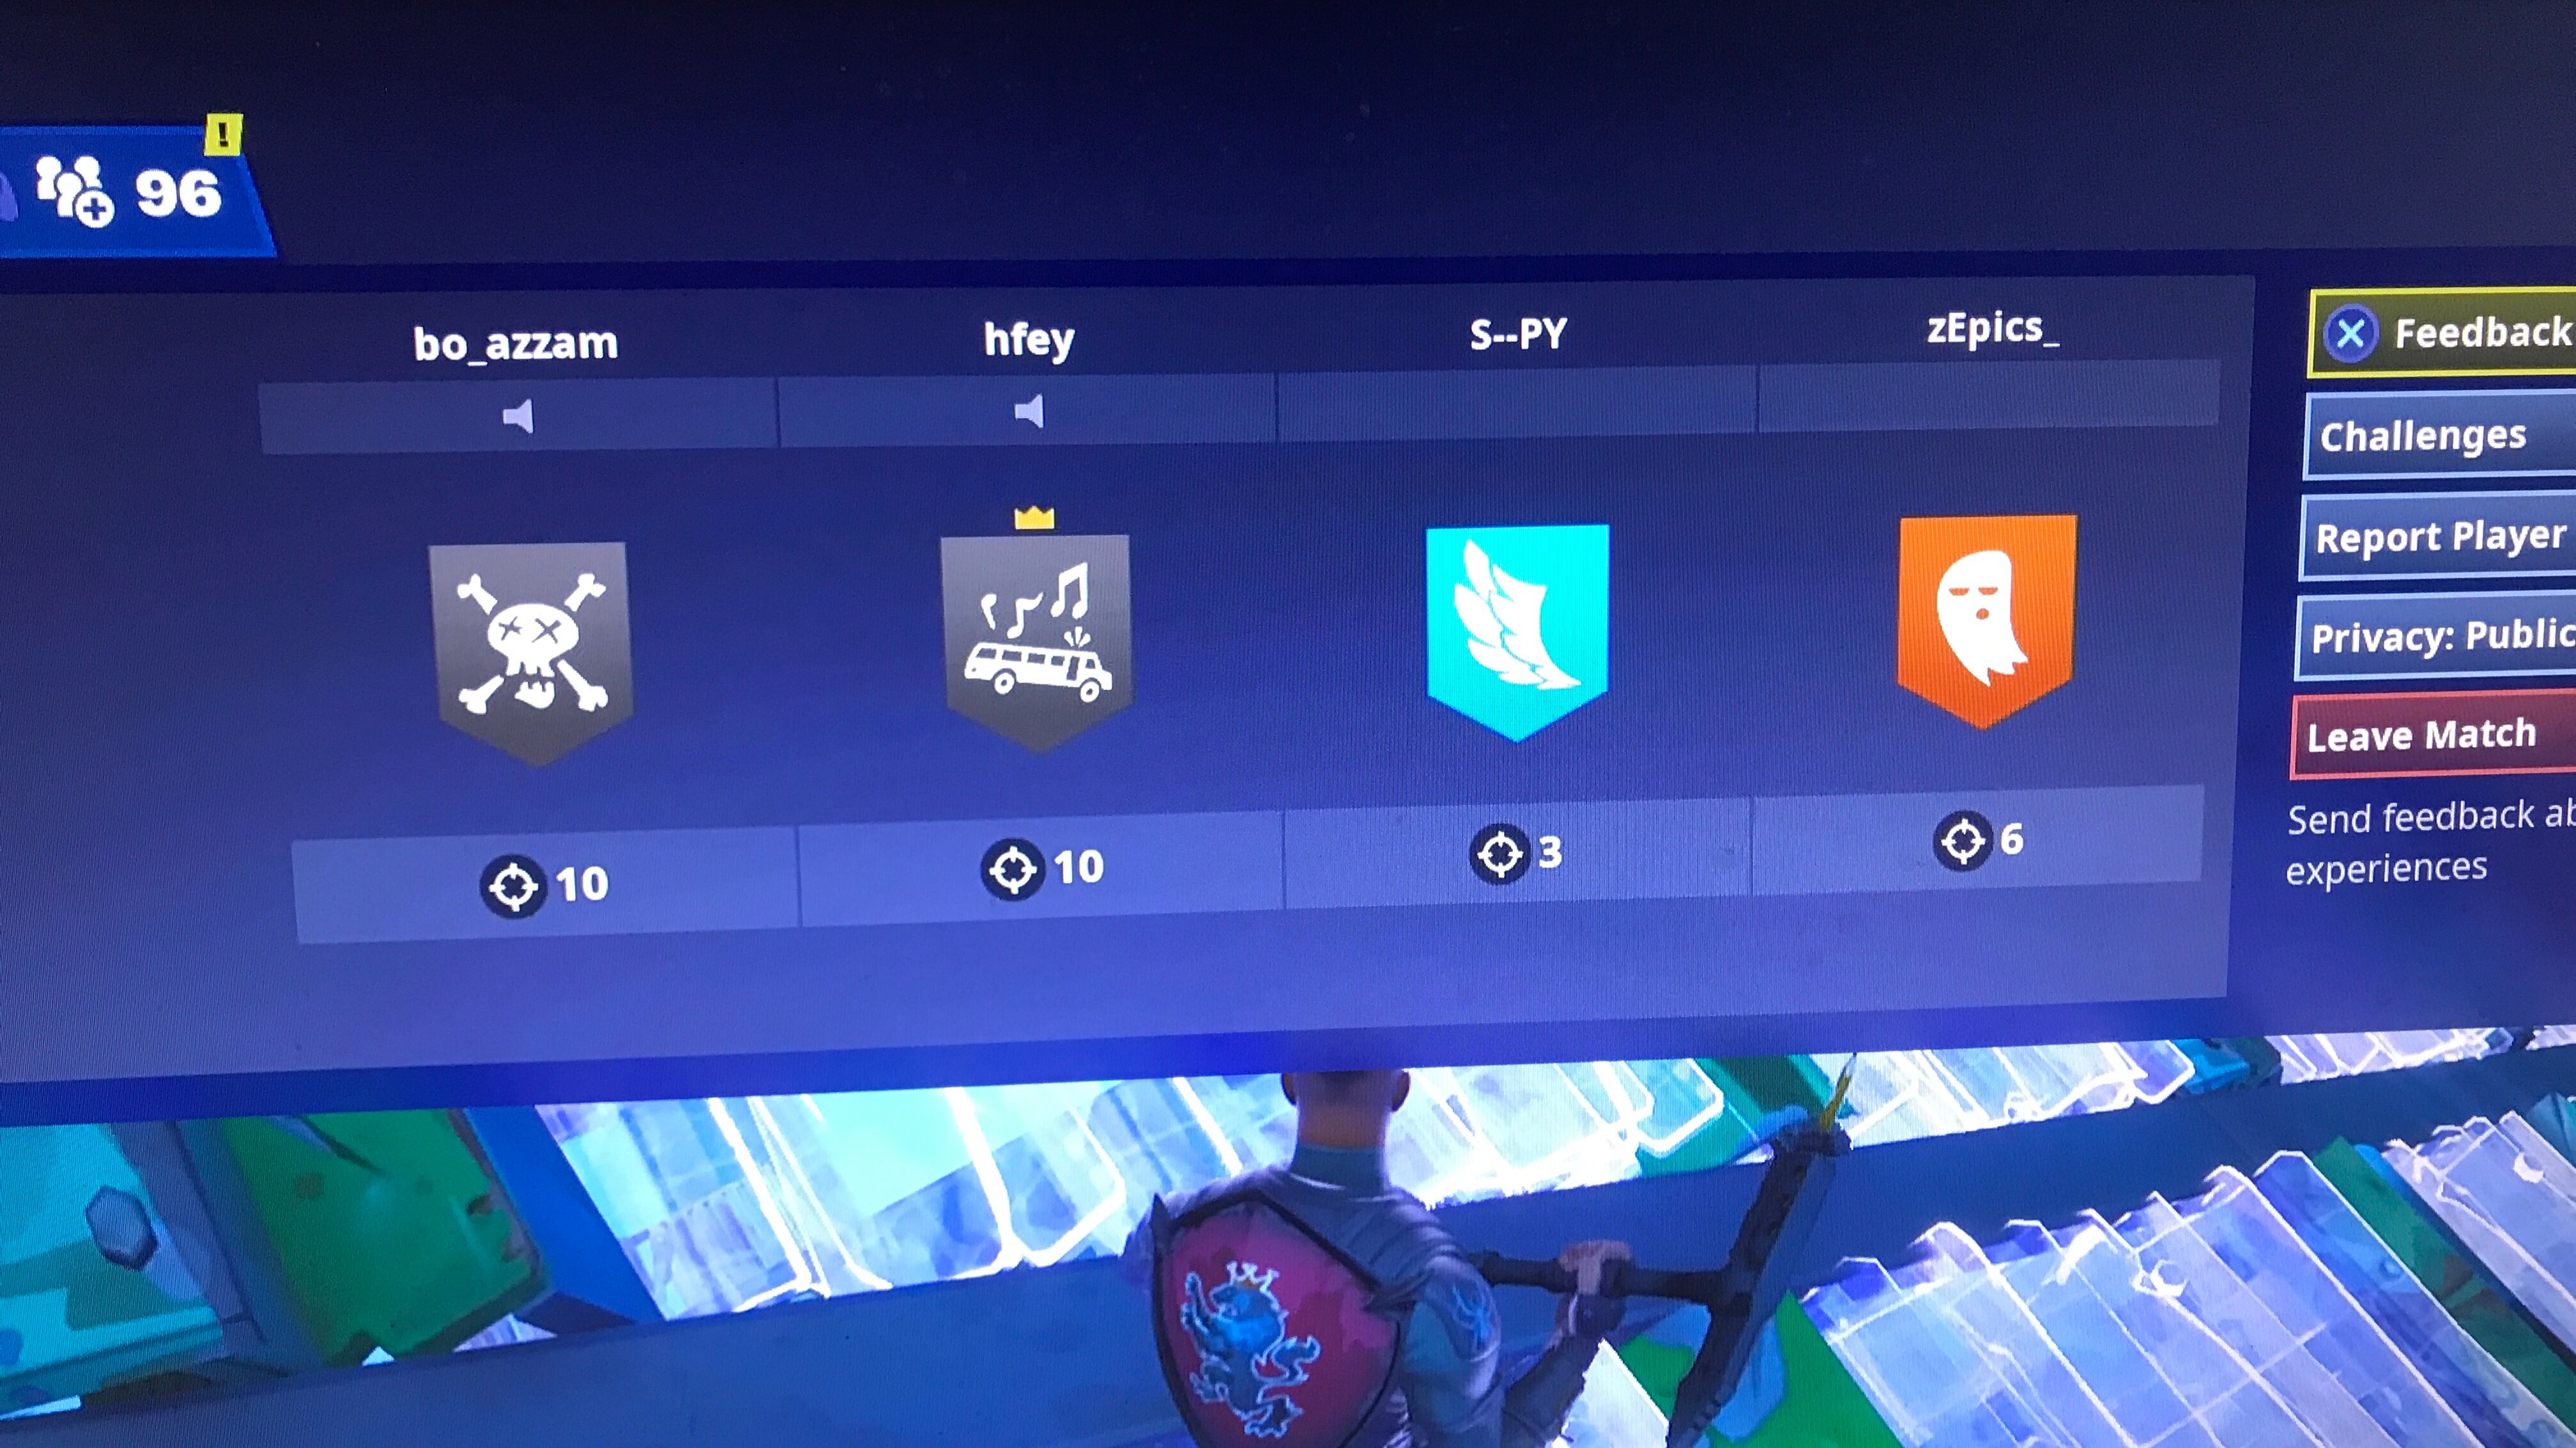 !
96
bo_azzam
hfey
S--PY
zEpics_
10
10
3
6
Feedback
Challenges
Report Player
Privacy: Public
Leave Match
Send feedback ab
experiences